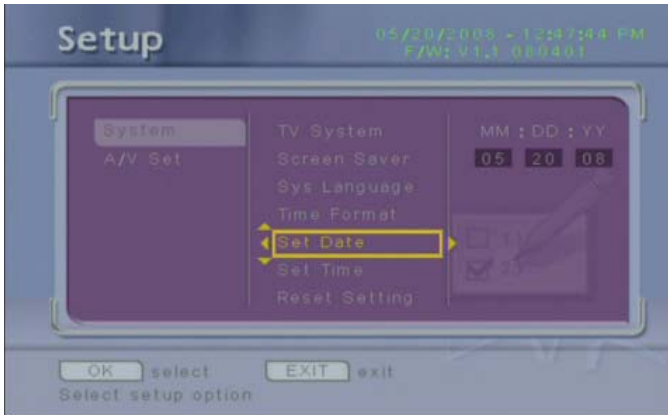 Setup
05/20/2008 - 12:47:44 PM
F/W: V1.1 080401
System
A/V Set
TV System
Screen Saver
Sys Language
Time Format
Set Date
Set Time
Reset Setting
MM : DD : YY
05 20 08
OK select EXIT exit
Select setup option